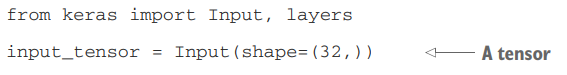 from keras import Input, layers
input_tensor = Input(shape=(32,)) A tensor